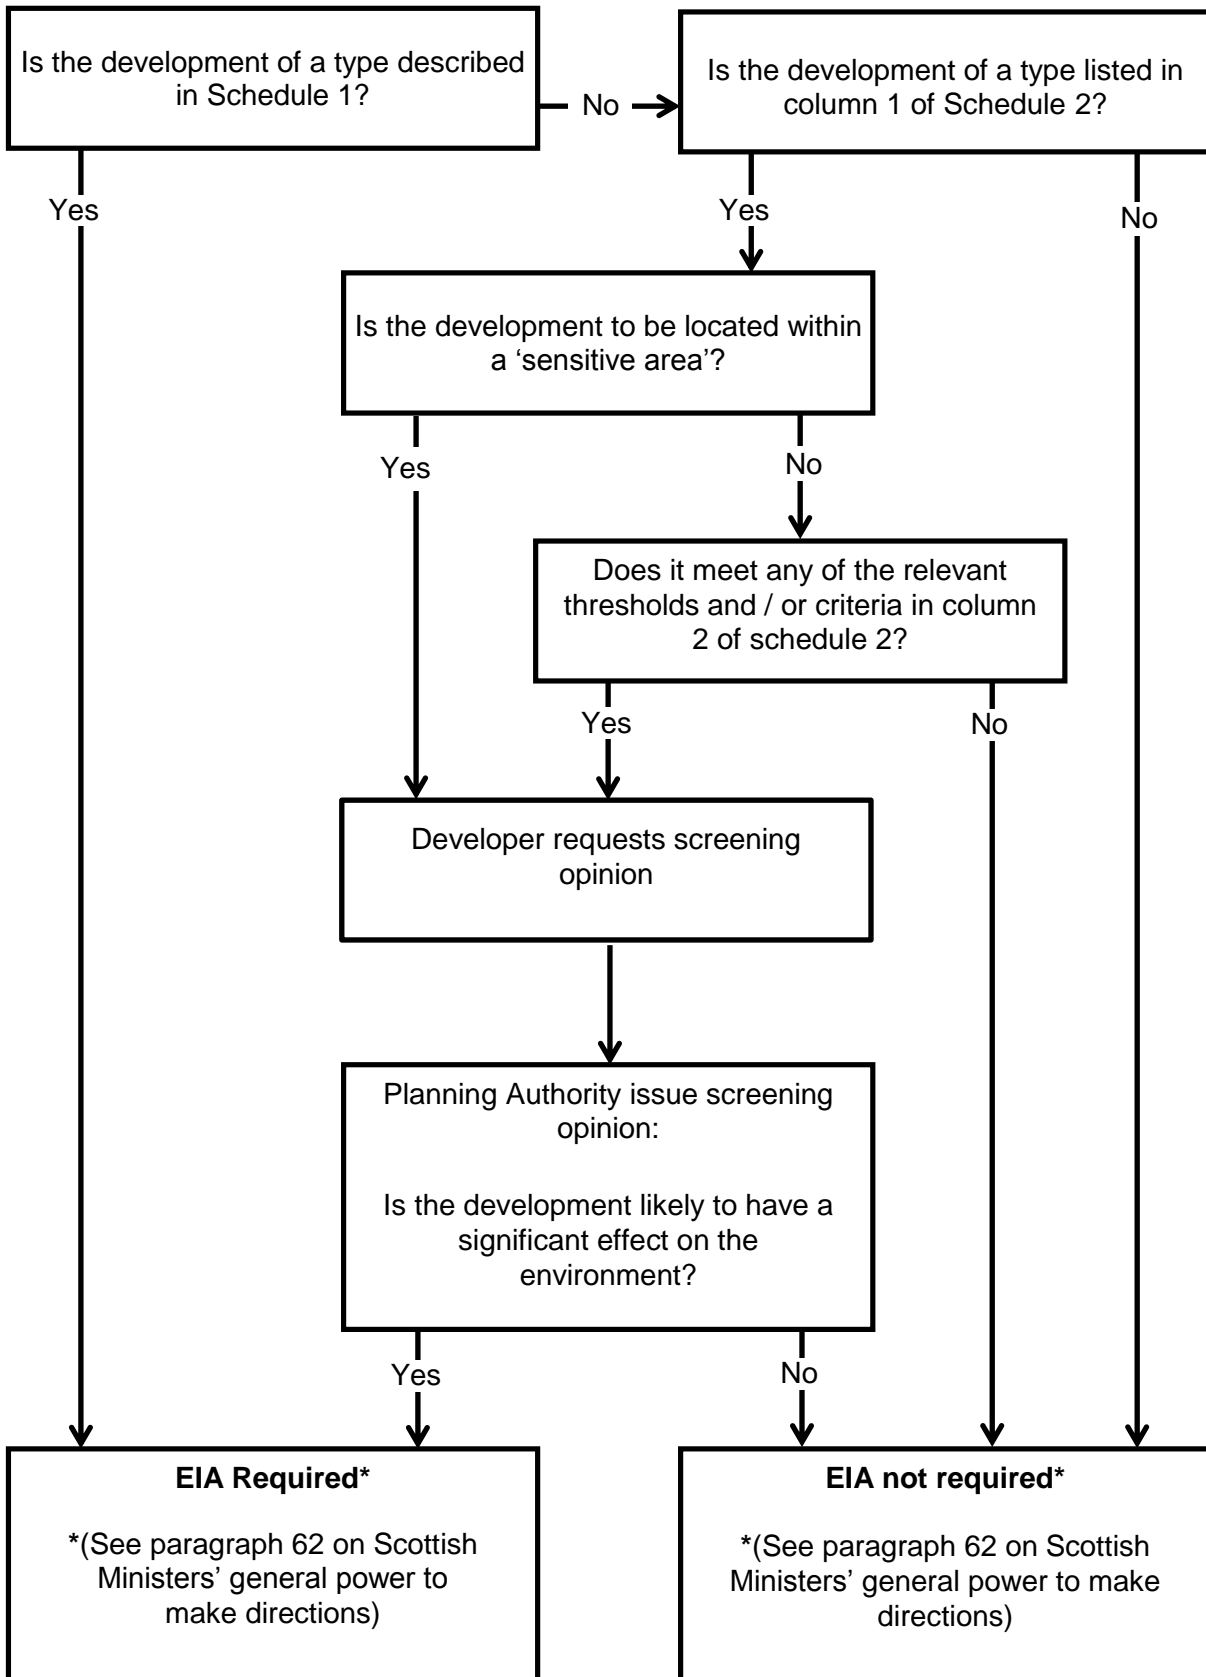 Is the development of a type described
in Schedule 1?
No
Is the development of a type listed in
column 1 of Schedule 2?
Yes
Yes
No
Is the development to be located within
a ‘sensitive area’?
Yes
No
Does it meet any of the relevant
thresholds and / or criteria in column
2 of schedule 2?
Yes
No
Developer requests screening
opinion
Planning Authority issue screening
opinion:
Is the development likely to have a
significant effect on the
environment?
Yes
No
EIA Required*
*(See paragraph 62 on Scottish
Ministers’ general power to
make directions)
EIA not required*
*(See paragraph 62 on Scottish
Ministers’ general power to make
directions)